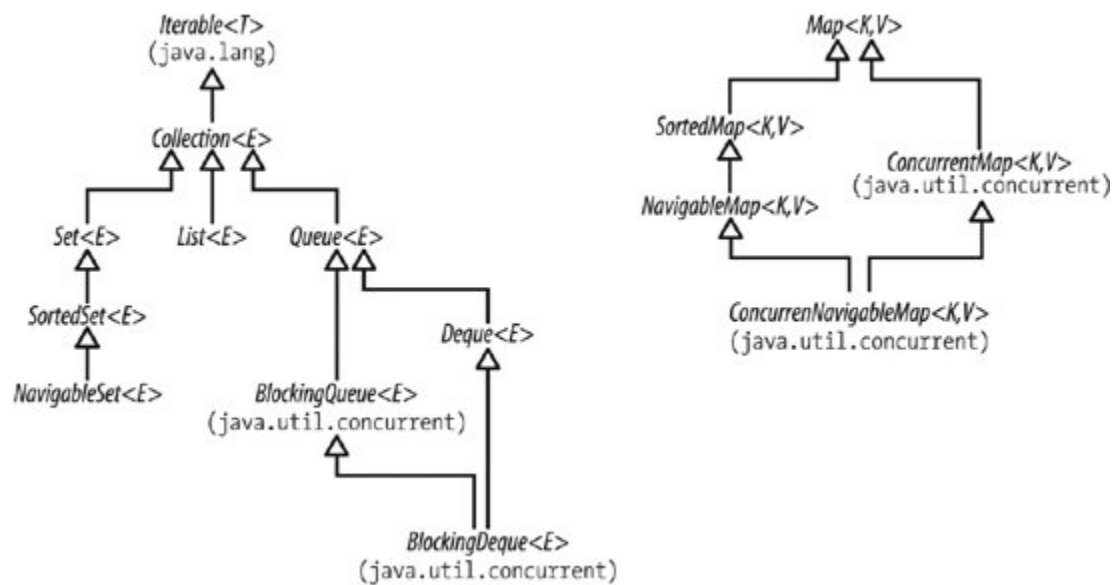 Iterable<T>
(java.lang)
Collection<E>
Set<E>
List<E>
Queue<E>
SortedSet<E>
Deque<E>
NavigableSet<E>
BlockingQueue<E>
(java.util.concurrent)
BlockingDeque<E>
(java.util.concurrent)
Map<K,V>
SortedMap<K,V>
ConcurrentMap<K,V>
(java.util.concurrent)
NavigableMap<K,V>
ConcurrenNavigableMap<K,V>
(java.util.concurrent)